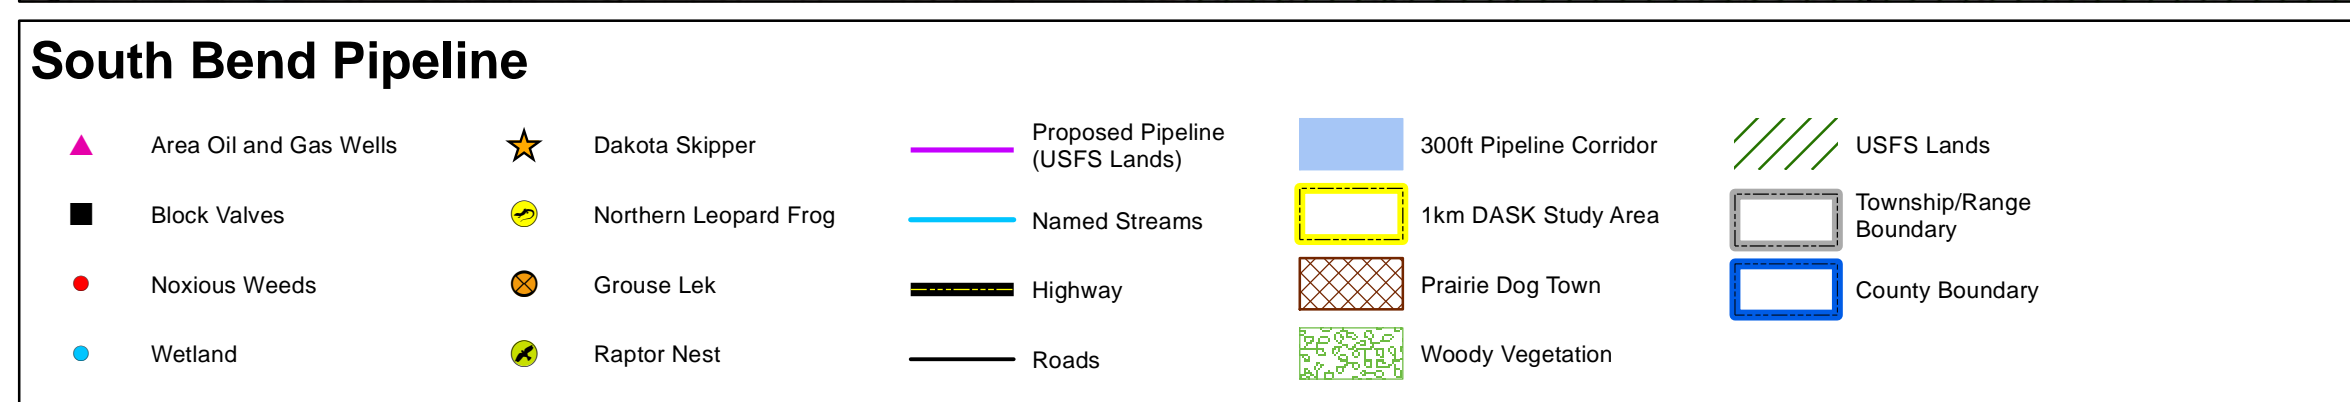 South Bend Pipeline
Area Oil and Gas Wells
Block Valves
Noxious Weeds
Wetland
Dakota Skipper
Northern Leopard Frog
Grouse Lek
Raptor Nest
Proposed Pipeline
(USFS Lands)
Named Streams
Highway
Roads
300ft Pipeline Corridor
1km DASK Study Area
Prairie Dog Town
Woody Vegetation
USFS Lands
Township/Range
Boundary
County Boundary